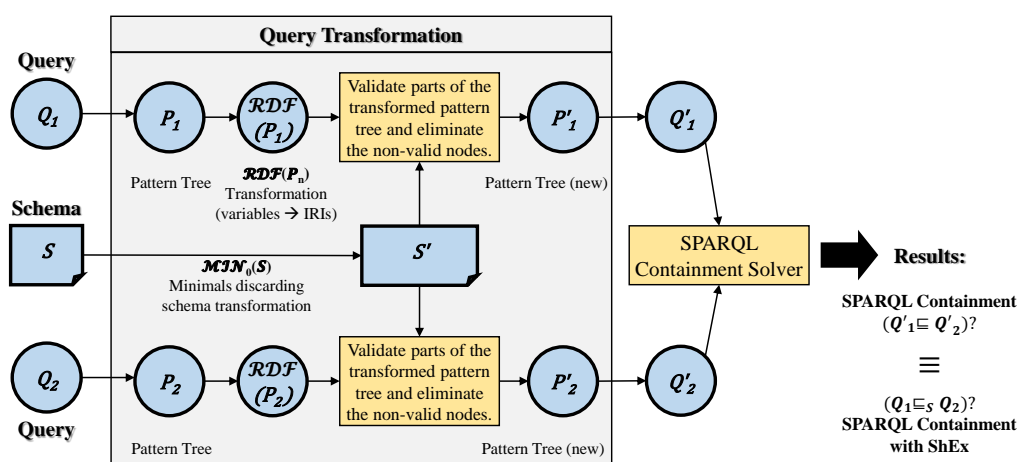 Query Transformation
Query
Q1
P1
RDF
(P1)
Validate parts of the
transformed pattern
tree and eliminate
the non-valid nodes.
P'1
Q'1
Pattern Tree
RDF(Pn)
Transformation
(variables → IRIs)
Pattern Tree (new)
Schema
S
MIN0(S)
Minimals discarding
schema transformation
S'
SPARQL
Containment Solver
Results:
SPARQL Containment
(Q'1⊑ Q'2)?
≡
(Q1⊑S Q2)?
SPARQL Containment
with ShEx
Q2
Query
P2
RDF
(P2)
Validate parts of the
transformed pattern
tree and eliminate
the non-valid nodes.
P'2
Q'2
Pattern Tree
Pattern Tree (new)